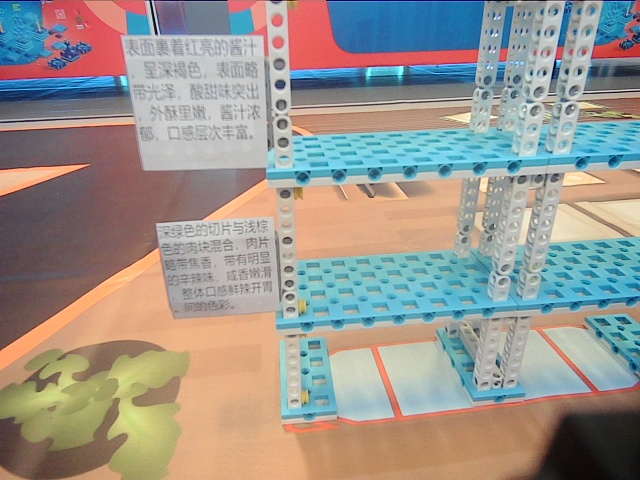 表面裹着红亮的酱汁
呈深褐色，表面略
带光泽，酸甜味突出
，外酥里嫩，酱汁浓
郁，口感层次丰富。
深绿色的切片与浅棕
色的肉块混合，肉片
略带焦香，带有明显
的辛辣味，咸香嫩滑
，整体口感鲜辣开胃
，间的色彩。